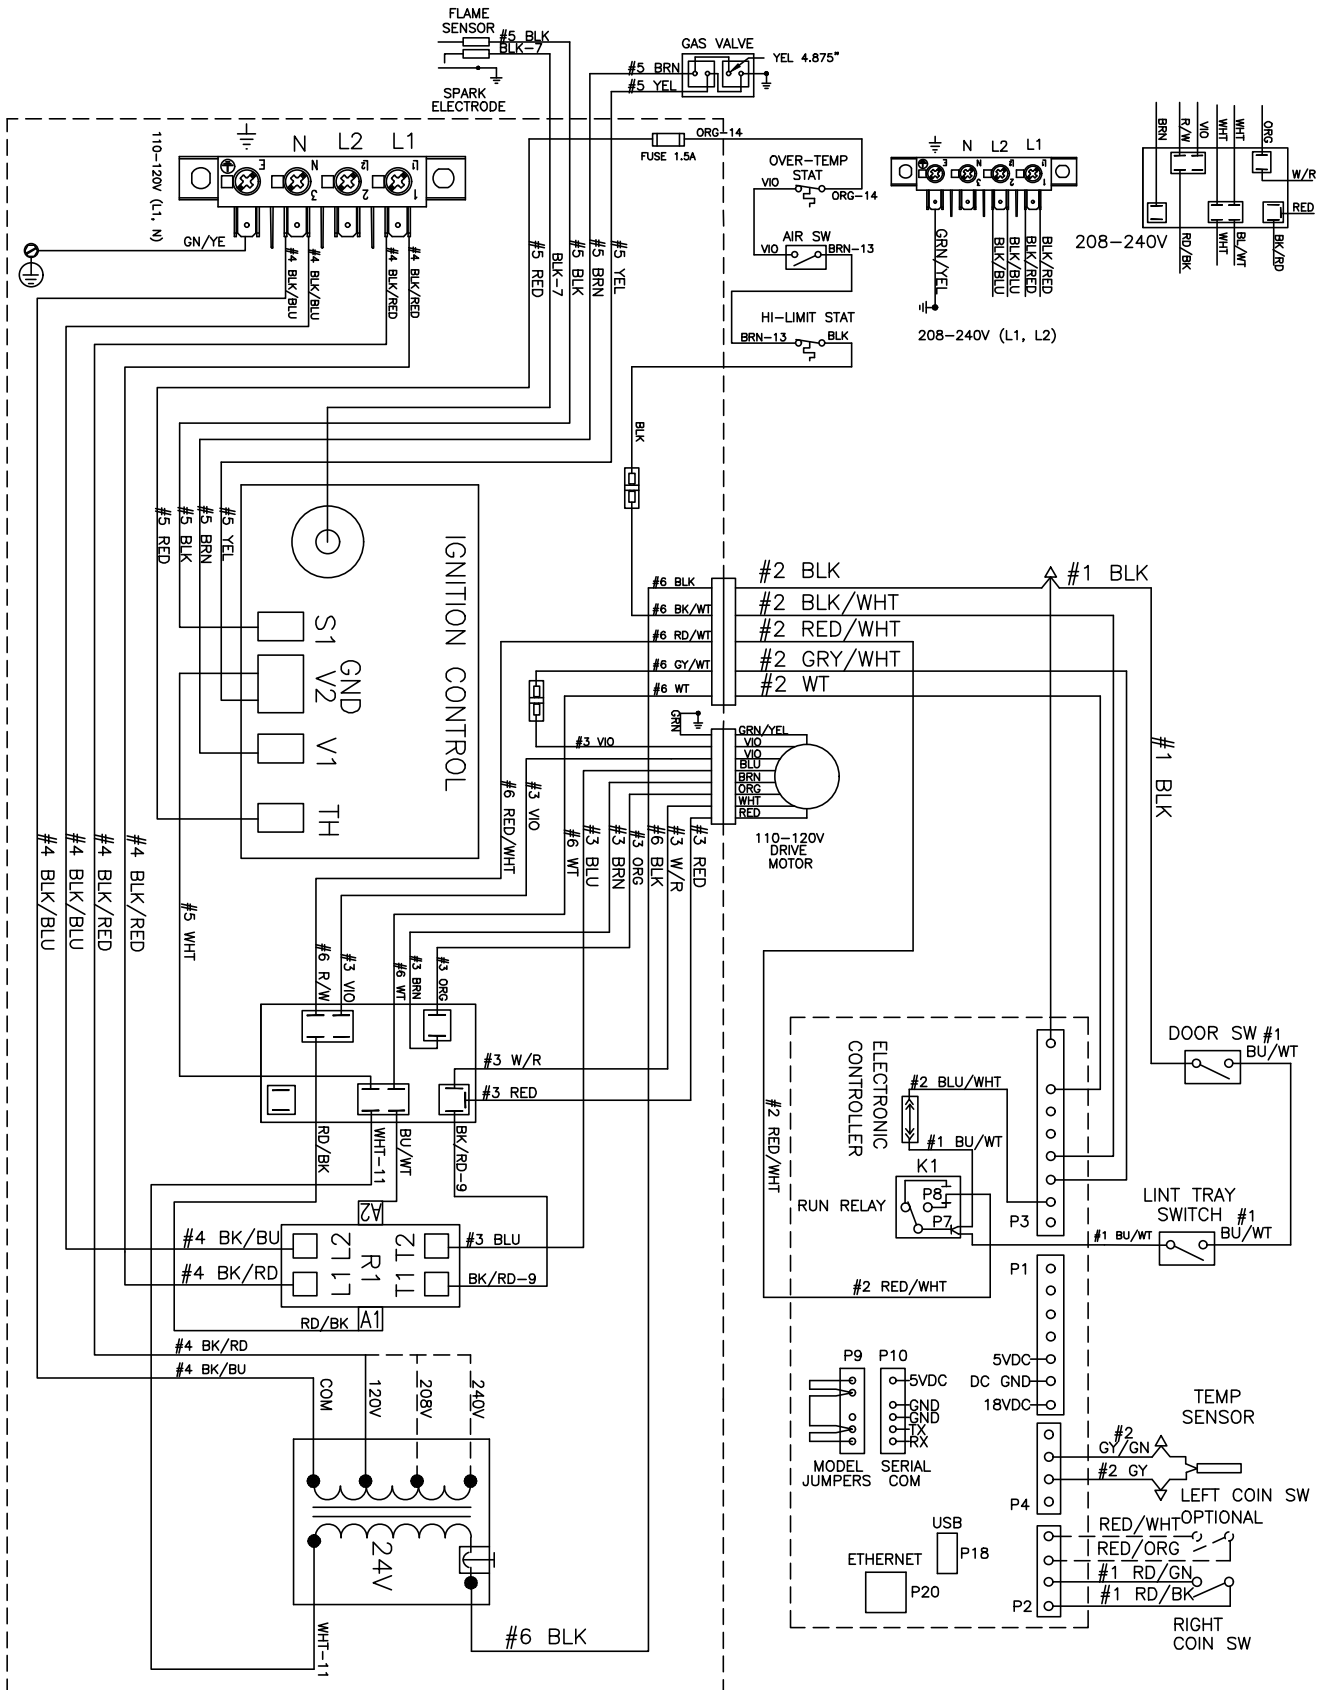 FLAME
SENSOR
#5 BLK
BLK-7
SPARK
ELECTRODE
GAS VALVE
YEL 4.875"
#5 BRN
#5 YEL
FUSE 1.5A
ORG-14
OVER-TEMP
STAT
VIO
ORG-14
AIR SW
VIO
BRN-13
HI-LIMIT STAT
BRN-13
BLK
110-120V (L1, N)
N
L2
L1
E
N
L2
L1
3
2
1
GN/YE
#4 BLK/BLU
#4 BLK/BLU
#4 BLK/RED
#4 BLK/RED
N
L2
L1
E
N
L2
L1
3
2
1
GRN/YEL
BLK/BLU
BLK/BLU
BLK/RED
BLK/RED
208-240V (L1, L2)
BRN
R/W
VIO
WHT
WHT
ORG
W/R
RED
208-240V
RD/BK
WHT
BL/WT
BK/RD
#5 RED
BLK-7
#5 BLK
#5 BRN
#5 YEL
BLK
#5 RED
#5 BLK
#5 BRN
#5 YEL
IGNITION CONTROL
S1
GND
V2
V1
TH
#6 BLK
#6 BK/WT
#6 RD/WT
#6 GY/WT
#6 WT
#2 BLK
#2 BLK/WHT
#2 RED/WHT
#2 GRY/WHT
#2 WT
#1 BLK
#1 BLK
GRN
#3 VIO
GRN/YEL
VIO
VIO
BLU
BRN
ORG
WHT
RED
110-120V
DRIVE
MOTOR
#6 RED/WHT
#3 VIO
#6 WT
#3 BLU
#3 BRN
#3 ORG
#6 BLK
#3 W/R
#3 RED
#4 BLK/BLU
#4 BLK/BLU
#4 BLK/RED
#4 BLK/RED
#5 WHT
#6 R/W
#3 VIO
#6 WT
#3 BRN
#3 ORG
#3 W/R
#3 RED
RD/BK
WHT-11
BU/WT
BK/RD-9
A2
#4 BK/BU
L2
T2
#3 BLU
R1
#4 BK/RD
L1
T1
BK/RD-9
RD/BK
A1
#4 BK/RD
#4 BK/BU
COM
120V
208V
240V
24V
WHT-11
#6 BLK
#2 RED/WHT
ELECTRONIC
CONTROLLER
#2 BLU/WHT
#1 BU/WT
K1
RUN RELAY
P8
P7
P3
#2 RED/WHT
DOOR SW
#1
BU/WT
LINT TRAY
SWITCH
#1
BU/WT
#1 BU/WT
P1
5VDC
DC GND
18VDC
P9
P10
5VDC
GND
GND
TX
RX
MODEL
JUMPERS
SERIAL
COM
TEMP
SENSOR
#2
GY/GN
#2 GY
P4
LEFT COIN SW
OPTIONAL
RED/WHT
RED/ORG
#1 RD/GN
#1 RD/BK
P2
RIGHT
COIN SW
USB
P18
ETHERNET
P20